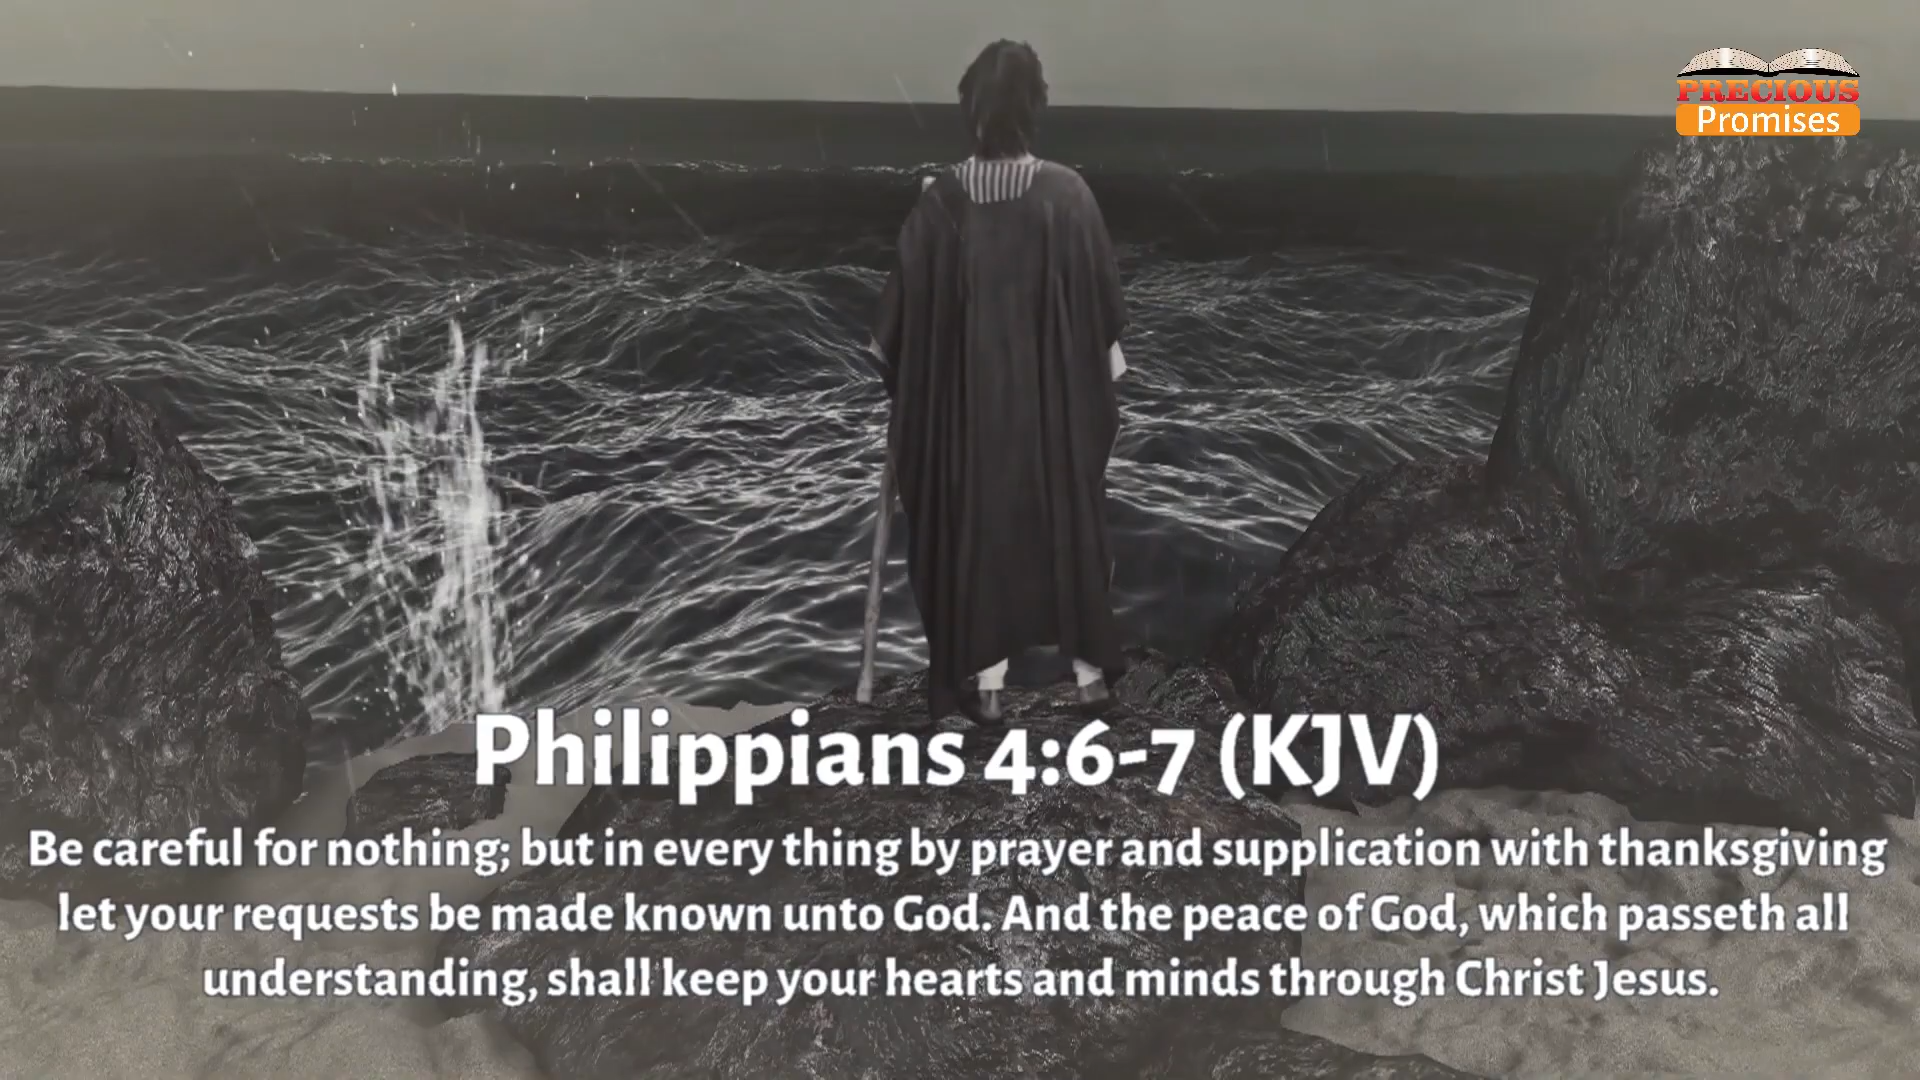 PRECIOUS
Promises
Philippians 4:6-7 (KJV)
Be careful for nothing; but in every thing by prayer and supplication with thanksgiving
let your requests be made known unto God. And the peace of God, which passeth all
understanding, shall keep your hearts and minds through Christ Jesus.